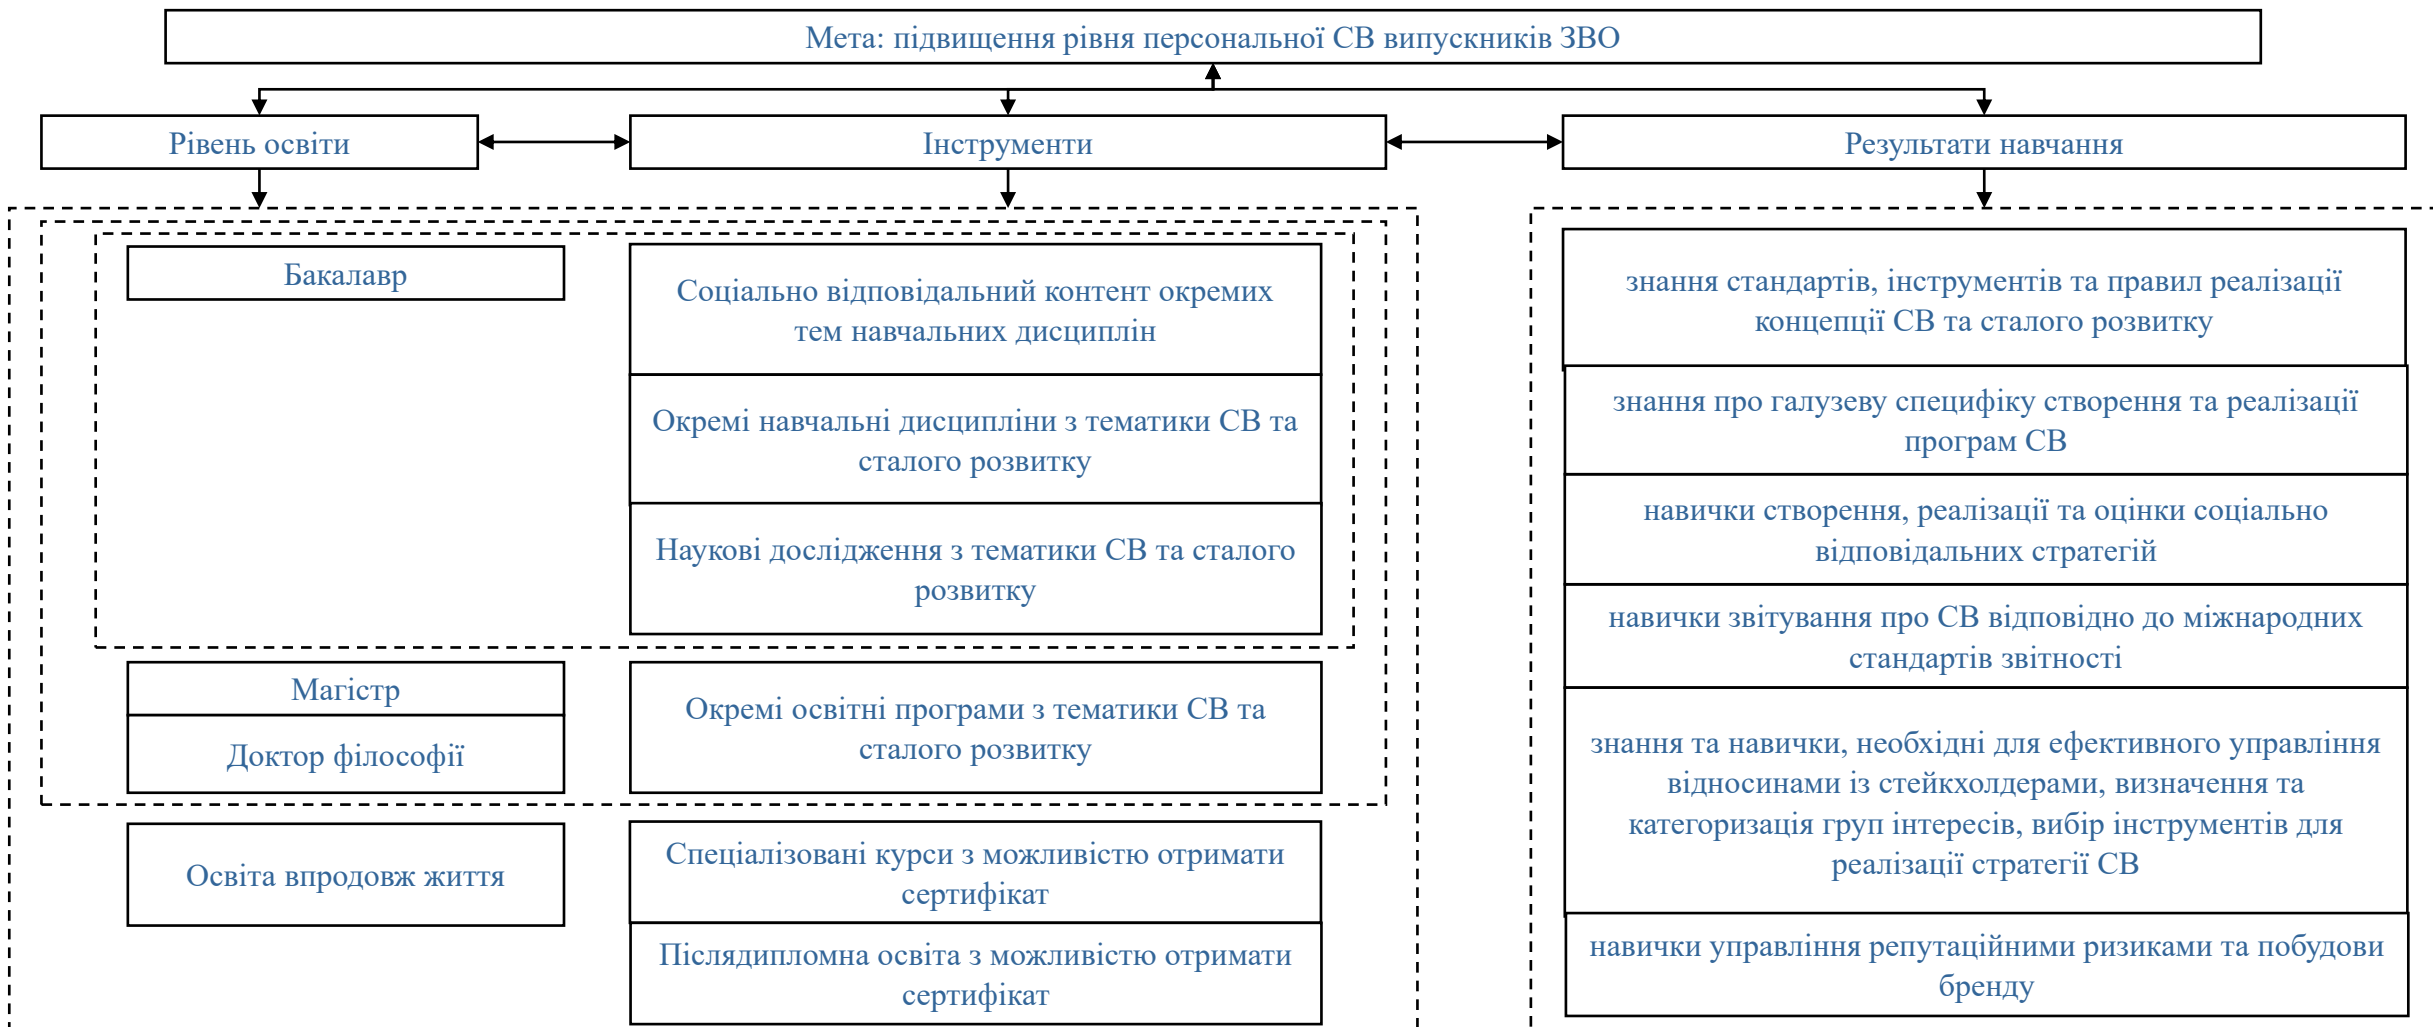 Мета: підвищення рівня персональної СВ випускників ЗВО
Рівень освіти
Інструменти
Результати навчання
Бакалавр
Соціально відповідальний контент окремих
тем навчальних дисциплін
Окремі навчальні дисципліни з тематики СВ та
сталого розвитку
Наукові дослідження з тематики СВ та сталого
розвитку
Магістр
Доктор філософії
Окремі освітні програми з тематики СВ та
сталого розвитку
Освіта впродовж життя
Спеціалізовані курси з можливістю отримати
сертифікат
Післядипломна освіта з можливістю отримати
сертифікат
знання стандартів, інструментів та правил реалізації
концепції СВ та сталого розвитку
знання про галузеву специфіку створення та реалізації
програм СВ
навички створення, реалізації та оцінки соціально
відповідальних стратегій
навички звітування про СВ відповідно до міжнародних
стандартів звітності
знання та навички, необхідні для ефективного управління
відносинами із стейкхолдерами, визначення та
категоризація груп інтересів, вибір інструментів для
реалізації стратегії СВ
навички управління репутаційними ризиками та побудови
бренду